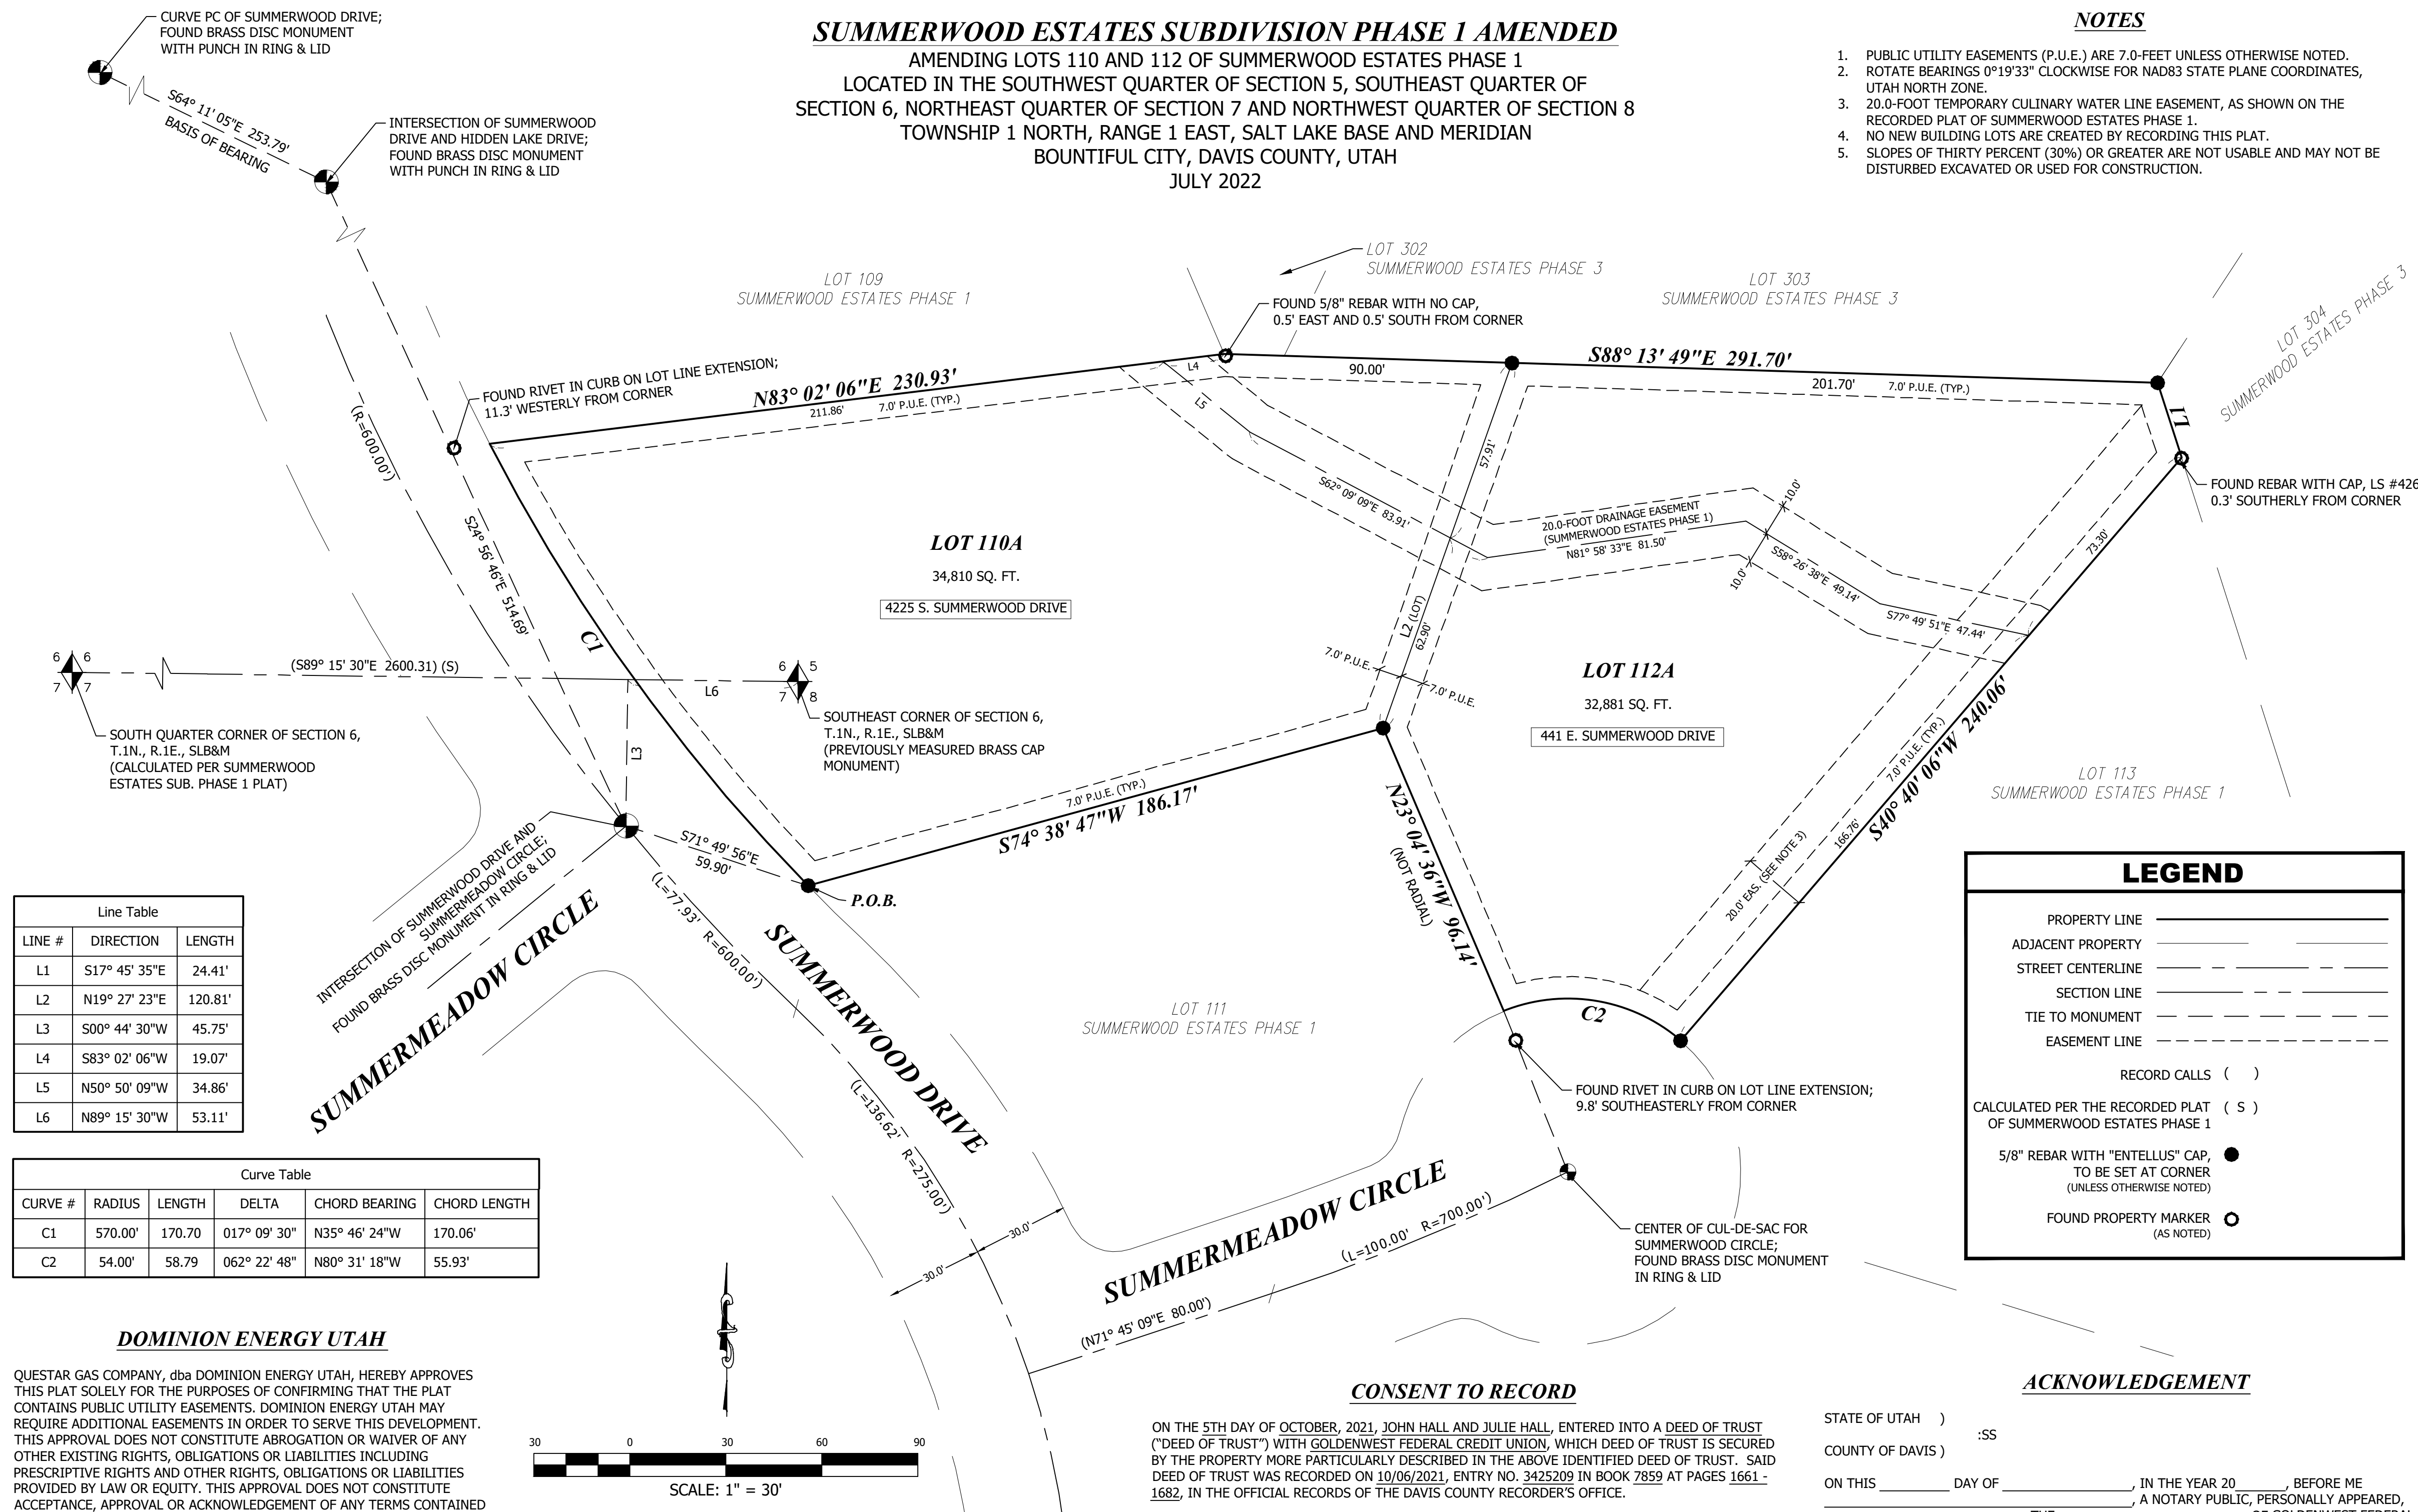 SUMMERWOOD ESTATES SUBDIVISION PHASE 1 AMENDED
AMENDING LOTS 110 AND 112 OF SUMMERWOOD ESTATES PHASE 1
LOCATED IN THE SOUTHWEST QUARTER OF SECTION 5, SOUTHEAST QUARTER OF
SECTION 6, NORTHEAST QUARTER OF SECTION 7 AND NORTHWEST QUARTER OF SECTION 8
TOWNSHIP 1 NORTH, RANGE 1 EAST, SALT LAKE BASE AND MERIDIAN
BOUNTIFUL CITY, DAVIS COUNTY, UTAH
JULY 2022
NOTES
1. PUBLIC UTILITY EASEMENTS (P.U.E.) ARE 7.0-FEET UNLESS OTHERWISE NOTED.
2. ROTATE BEARINGS 0°19'33" CLOCKWISE FOR NAD83 STATE PLANE COORDINATES,
UTAH NORTH ZONE.
3. 20.0-FOOT TEMPORARY CULINARY WATER LINE EASEMENT, AS SHOWN ON THE
RECORDED PLAT OF SUMMERWOOD ESTATES PHASE 1.
4. NO NEW BUILDING LOTS ARE CREATED BY RECORDING THIS PLAT.
5. SLOPES OF THIRTY PERCENT (30%) OR GREATER ARE NOT USABLE AND MAY NOT BE
DISTURBED EXCAVATED OR USED FOR CONSTRUCTION.
CURVE PC OF SUMMERWOOD DRIVE;
FOUND BRASS DISC MONUMENT
WITH PUNCH IN RING & LID
S64° 11' 05"E 253.79'
BASIS OF BEARING
INTERSECTION OF SUMMERWOOD
DRIVE AND HIDDEN LAKE DRIVE;
FOUND BRASS DISC MONUMENT
WITH PUNCH IN RING & LID
LOT 109
SUMMERWOOD ESTATES PHASE 1
LOT 302
SUMMERWOOD ESTATES PHASE 3
LOT 303
SUMMERWOOD ESTATES PHASE 3
LOT 304
SUMMERWOOD ESTATES PHASE 3
FOUND 5/8" REBAR WITH NO CAP,
0.5' EAST AND 0.5' SOUTH FROM CORNER
FOUND RIVET IN CURB ON LOT LINE EXTENSION;
11.3' WESTERLY FROM CORNER
N83° 02' 06"E 230.93'
211.86'
7.0' P.U.E. (TYP.)
L4
L5
90.00'
S88° 13' 49"E 291.70'
201.70'
7.0' P.U.E. (TYP.)
L1
FOUND REBAR WITH CAP, LS #426
0.3' SOUTHERLY FROM CORNER
(R=600.00')
S24° 56' 46"E 514.69'
C1
57.91'
S62° 09' 09"E 83.91'
20.0-FOOT DRAINAGE EASEMENT
(SUMMERWOOD ESTATES PHASE 1)
N81° 58' 33"E 81.50'
10.0'
10.0'
S58° 26' 38"E 49.14'
S77° 49' 51"E 47.44'
73.30'
LOT 110A
34,810 SQ. FT.
4225 S. SUMMERWOOD DRIVE
L2 (LOT)
62.90'
7.0' P.U.E.
7.0' P.U.E.
LOT 112A
32,881 SQ. FT.
441 E. SUMMERWOOD DRIVE
6 6
7 7
(S89° 15' 30"E 2600.31) (S)
L6
6 5
7 8
SOUTH QUARTER CORNER OF SECTION 6,
T.1N., R.1E., SLB&M
(CALCULATED PER SUMMERWOOD
ESTATES SUB. PHASE 1 PLAT)
L3
SOUTHEAST CORNER OF SECTION 6,
T.1N., R.1E., SLB&M
(PREVIOUSLY MEASURED BRASS CAP
MONUMENT)
7.0' P.U.E. (TYP.)
S74° 38' 47"W 186.17'
N23° 04' 36"W 96.14'
(NOT RADIAL)
7.0' P.U.E. (TYP.)
S40° 40' 06"W 240.06'
166.76'
20.0' EAS. (SEE NOTE 3)
LOT 113
SUMMERWOOD ESTATES PHASE 1
INTERSECTION OF SUMMERWOOD DRIVE AND
SUMMERMEADOW CIRCLE;
FOUND BRASS DISC MONUMENT IN RING & LID
S71° 49' 56"E
59.90'
P.O.B.
(L=77.93' R=600.00')
SUMMERMEADOW CIRCLE
SUMMERWOOD DRIVE
(L=136.62' R=275.00')
LOT 111
SUMMERWOOD ESTATES PHASE 1
C2
FOUND RIVET IN CURB ON LOT LINE EXTENSION;
9.8' SOUTHEASTERLY FROM CORNER
30.0'
30.0'
SUMMERMEADOW CIRCLE
(L=100.00' R=700.00')
(N71° 45' 09"E 80.00')
CENTER OF CUL-DE-SAC FOR
SUMMERWOOD CIRCLE;
FOUND BRASS DISC MONUMENT
IN RING & LID
Line Table
LINE # DIRECTION LENGTH
L1 S17° 45' 35"E 24.41'
L2 N19° 27' 23"E 120.81'
L3 S00° 44' 30"W 45.75'
L4 S83° 02' 06"W 19.07'
L5 N50° 50' 09"W 34.86'
L6 N89° 15' 30"W 53.11'
Curve Table
CURVE # RADIUS LENGTH DELTA CHORD BEARING CHORD LENGTH
C1 570.00' 170.70 017° 09' 30" N35° 46' 24"W 170.06'
C2 54.00' 58.79 062° 22' 48" N80° 31' 18"W 55.93'
LEGEND
PROPERTY LINE
ADJACENT PROPERTY
STREET CENTERLINE
SECTION LINE
TIE TO MONUMENT
EASEMENT LINE
RECORD CALLS ( )
CALCULATED PER THE RECORDED PLAT ( S )
OF SUMMERWOOD ESTATES PHASE 1
5/8" REBAR WITH "ENTELLUS" CAP,
TO BE SET AT CORNER
(UNLESS OTHERWISE NOTED)
FOUND PROPERTY MARKER
(AS NOTED)
DOMINION ENERGY UTAH
QUESTAR GAS COMPANY, dba DOMINION ENERGY UTAH, HEREBY APPROVES
THIS PLAT SOLELY FOR THE PURPOSES OF CONFIRMING THAT THE PLAT
CONTAINS PUBLIC UTILITY EASEMENTS. DOMINION ENERGY UTAH MAY
REQUIRE ADDITIONAL EASEMENTS IN ORDER TO SERVE THIS DEVELOPMENT.
THIS APPROVAL DOES NOT CONSTITUTE ABROGATION OR WAIVER OF ANY
OTHER EXISTING RIGHTS, OBLIGATIONS OR LIABILITIES INCLUDING
PRESCRIPTIVE RIGHTS AND OTHER RIGHTS, OBLIGATIONS OR LIABILITIES
PROVIDED BY LAW OR EQUITY. THIS APPROVAL DOES NOT CONSTITUTE
ACCEPTANCE, APPROVAL OR ACKNOWLEDGEMENT OF ANY TERMS CONTAINED
30 0 30 60 90
SCALE: 1" = 30'
CONSENT TO RECORD
ON THE 5TH DAY OF OCTOBER, 2021, JOHN HALL AND JULIE HALL, ENTERED INTO A DEED OF TRUST
("DEED OF TRUST") WITH GOLDENWEST FEDERAL CREDIT UNION, WHICH DEED OF TRUST IS SECURED
BY THE PROPERTY MORE PARTICULARLY DESCRIBED IN THE ABOVE IDENTIFIED DEED OF TRUST. SAID
DEED OF TRUST WAS RECORDED ON 10/06/2021, ENTRY NO. 3425209 IN BOOK 7859 AT PAGES 1661 -
1682, IN THE OFFICIAL RECORDS OF THE DAVIS COUNTY RECORDER'S OFFICE.
ACKNOWLEDGEMENT
STATE OF UTAH )
:SS
COUNTY OF DAVIS )
ON THIS __________ DAY OF __________________, IN THE YEAR 20_______, BEFORE ME
__________________, A NOTARY PUBLIC, PERSONALLY APPEARED,